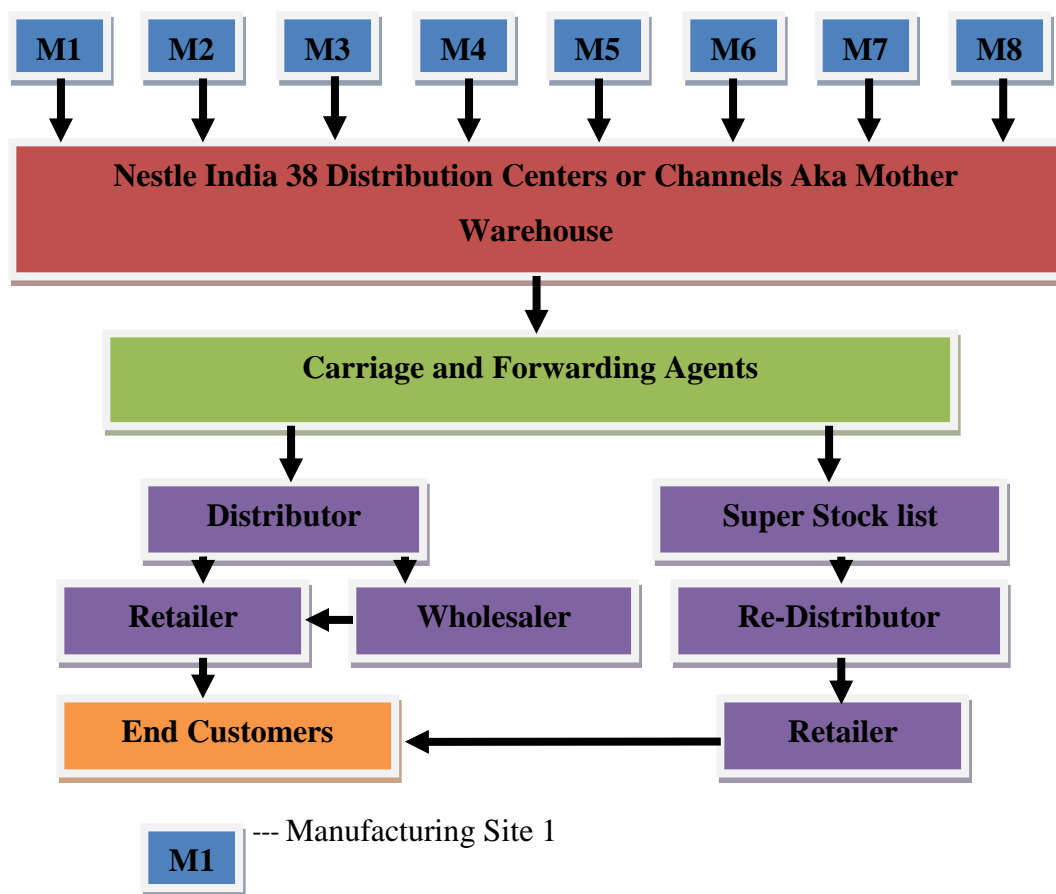 M1 M2 M3 M4 M5 M6 M7 M8
Nestle India 38 Distribution Centers or Channels Aka Mother
Warehouse
Carriage and Forwarding Agents
Distributor
Super Stock list
Retailer
Wholesaler
Re-Distributor
End Customers
Retailer
--- Manufacturing Site 1
M1